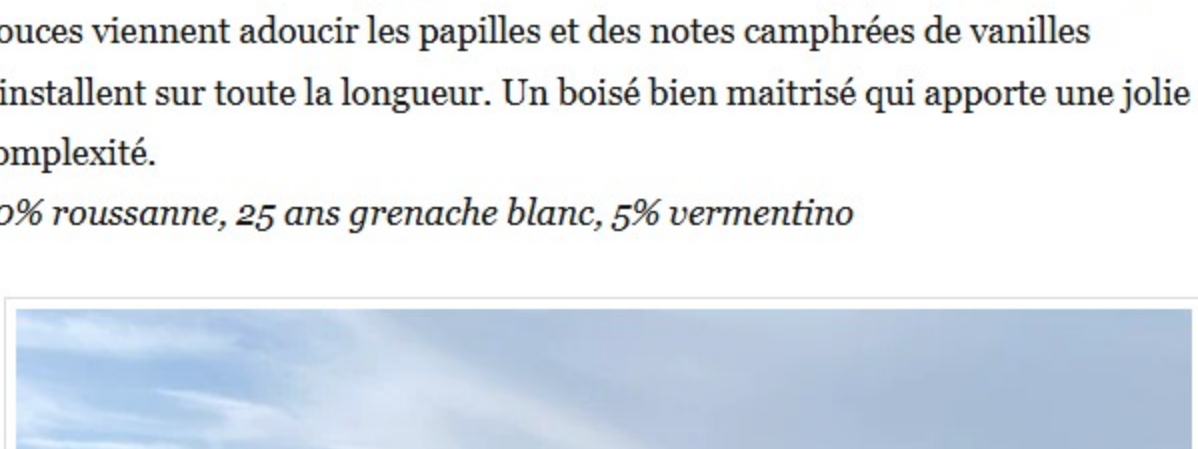 ouces viennent adoucir les papilles et des notes camphrées de vanilles
installent sur toute la longueur. Un boisé bien maitrisé qui apporte une jolie
omplexité.
0% roussanne, 25 ans grenache blanc, 5% vermentino